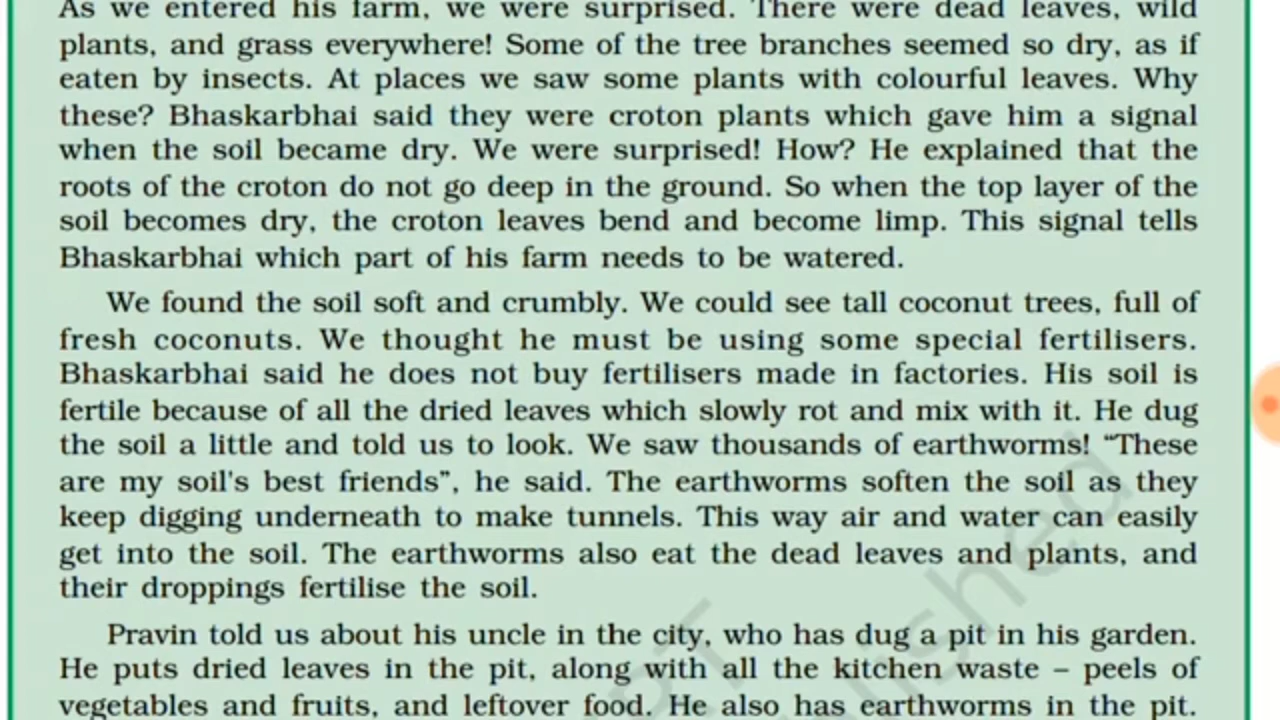 As we entered his farm, we were surprised. There were dead leaves, wild
plants, and grass everywhere! Some of the tree branches seemed so dry, as if
eaten by insects. At places we saw some plants with colourful leaves. Why
these? Bhaskarbhai said they were croton plants which gave him a signal
when the soil became dry. We were surprised! How? He explained that the
roots of the croton do not go deep in the ground. So when the top layer of the
soil becomes dry, the croton leaves bend and become limp. This signal tells
Bhaskarbhai which part of his farm needs to be watered.
We found the soil soft and crumbly. We could see tall coconut trees, full of
fresh coconuts. We thought he must be using some special fertilisers.
Bhaskarbhai said he does not buy fertilisers made in factories. His soil is
fertile because of all the dried leaves which slowly rot and mix with it. He dug
the soil a little and told us to look. We saw thousands of earthworms! “These
are my soil's best friends”, he said. The earthworms soften the soil as they
keep digging underneath to make tunnels. This way air and water can easily
get into the soil. The earthworms also eat the dead leaves and plants, and
their droppings fertilise the soil.
Pravin told us about his uncle in the city, who has dug a pit in his garden.
He puts dried leaves in the pit, along with all the kitchen waste – peels of
vegetables and fruits, and leftover food. He also has earthworms in the pit.